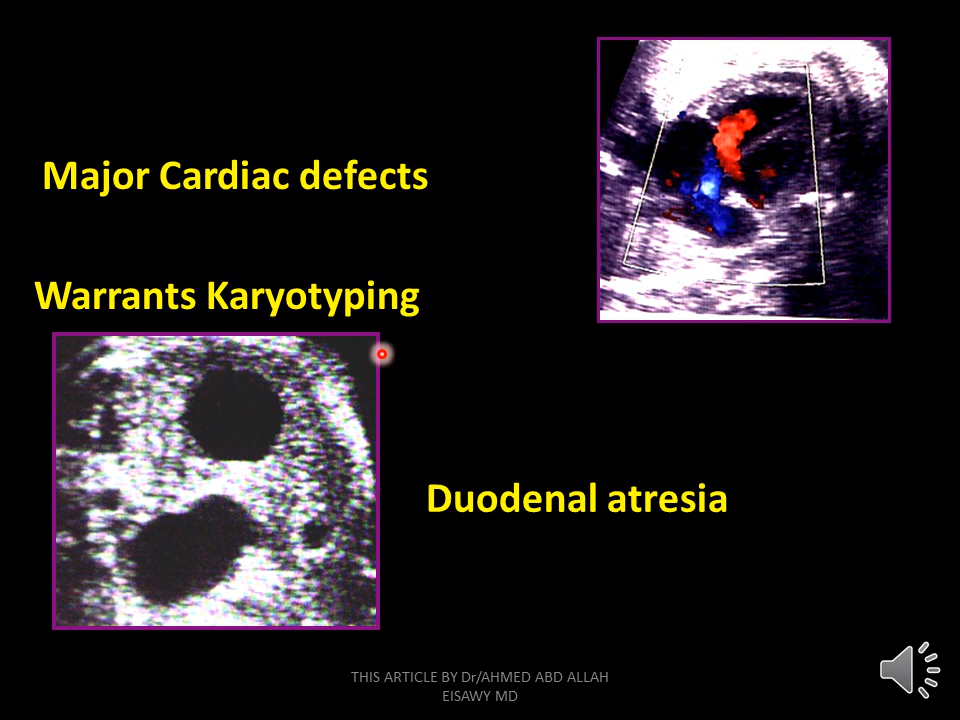 Major Cardiac defects
Warrants Karyotyping
Duodenal atresia
THIS ARTICLE BY Dr/AHMED ABD ALLAH
EISAWY MD